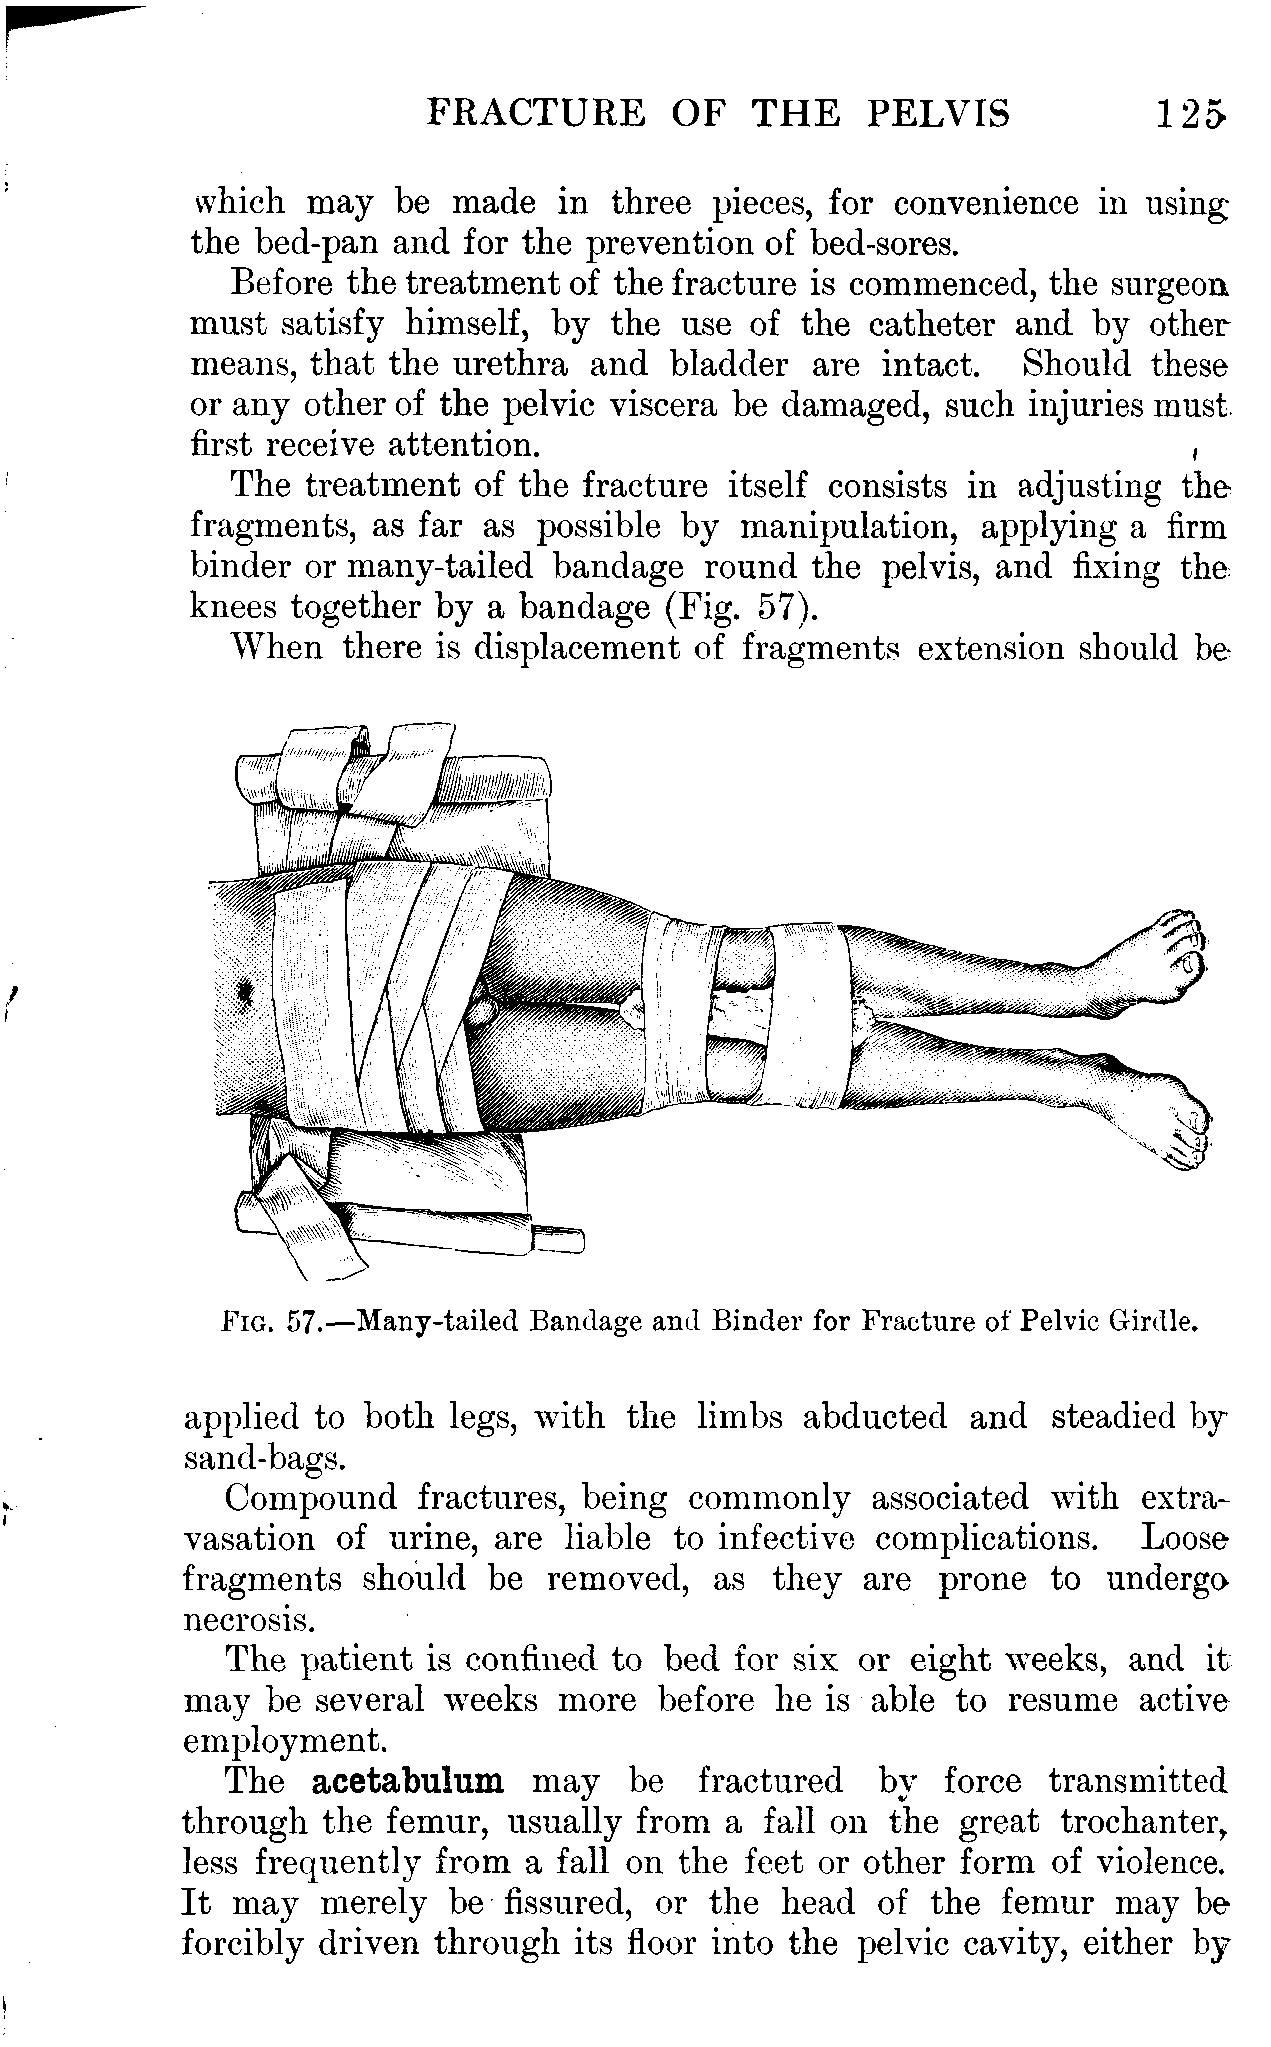 FRACTURE OF THE PELVIS 125
which may be made in three pieces, for convenience in using
the bed-pan and for the prevention of bed-sores.
Before the treatment of the fracture is commenced, the surgeon
must satisfy himself, by the use of the catheter and by other
means, that the urethra and bladder are intact. Should these
or any other of the pelvic viscera be damaged, such injuries must
first receive attention.
The treatment of the fracture itself consists in adjusting the
fragments, as far as possible by manipulation, applying a firm
binder or many-tailed bandage round the pelvis, and fixing the
knees together by a bandage (Fig. 57).
When there is displacement of fragments extension should be
FIG. 57.—Many-tailed Bandage and Binder for Fracture of Pelvic Girdle.
applied to both legs, with the limbs abducted and steadied by
sand-bags.
Compound fractures, being commonly associated with extra-
vasation of urine, are liable to infective complications. Loose
fragments should be removed, as they are prone to undergo
necrosis.
The patient is confined to bed for six or eight weeks, and it
may be several weeks more before he is able to resume active
employment.
The acetabulum may be fractured by force transmitted
through the femur, usually from a fall on the great trochanter,
less frequently from a fall on the feet or other form of violence.
It may merely be fissured, or the head of the femur may be
forcibly driven through its floor into the pelvic cavity, either by